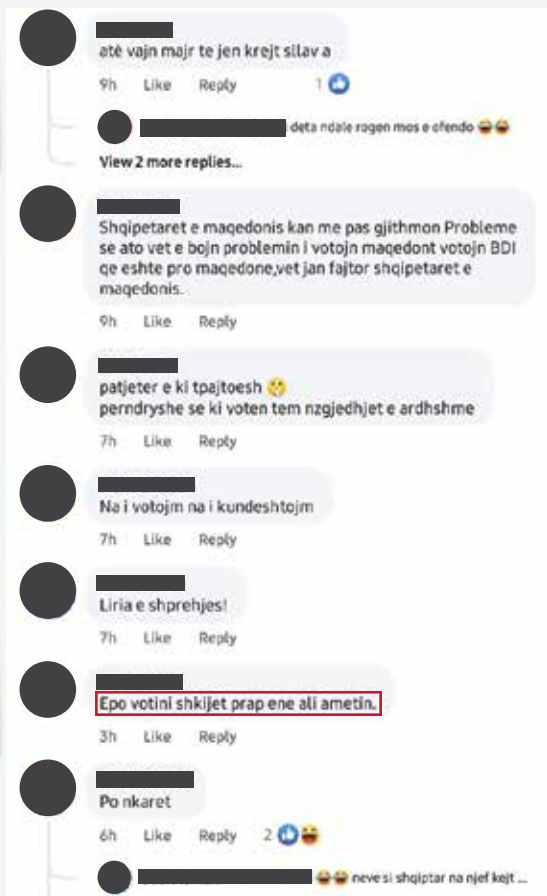 atë vajn majr te jen krejt sllav a
9h Like Reply 1
deta ndale rogen mos e ofendo 😄😄
View 2 more replies...
Shqipetaret e maqedonis kan me pas gjithmon Probleme
se ato vet e bojn problemin i votojn maqedont votojn BDI
qe eshte pro maqedone,vet jan fajtor shqipetaret e
maqedonis.
9h Like Reply
patjeter e ki tpajtoesh 🤭
perndryshe se ki voten tem nzgjedhjet e ardhshme
7h Like Reply
Na i votojm na i kundeshtojm
7h Like Reply
Liria e shprehjes!
7h Like Reply
Epo votini shkijet prap ene ali ametin.
3h Like Reply
Po nkaret
6h Like Reply 2
😄😄 neve si shqiptar na njef kejt ...